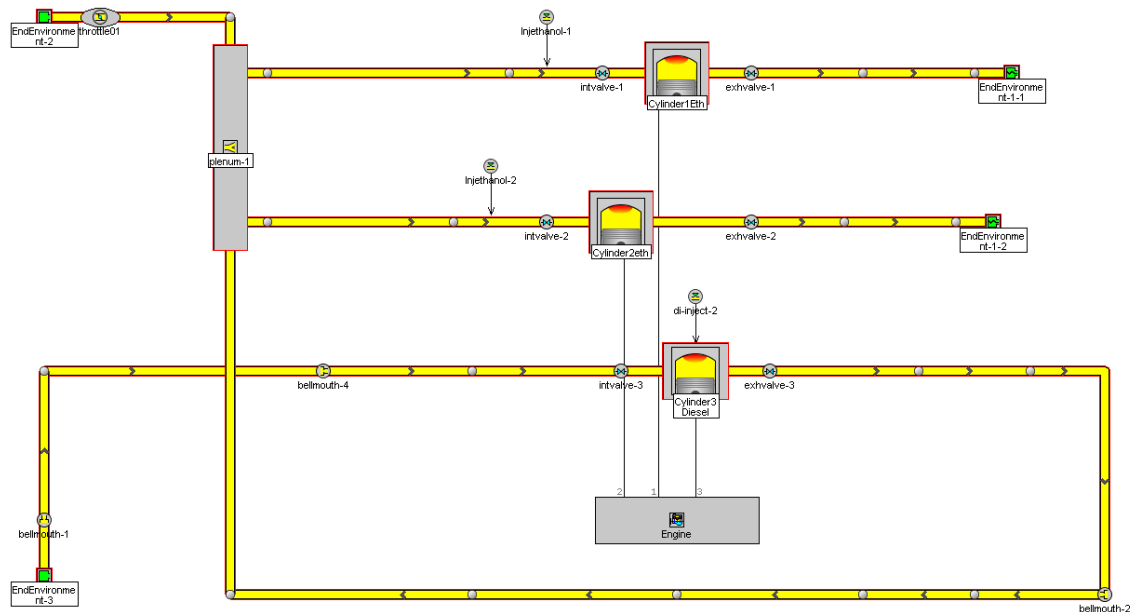 Injethanol-1
EndEnvironme
nt-2
throttle01
intvalve-1
exhvalve-1
EndEnvironme
nt-1-1
Cylinder1Eth
plenum-1
Injethanol-2
intvalve-2
exhvalve-2
EndEnvironme
nt-1-2
Cylinder2eth
di-inject-2
bellmouth-4
intvalve-3
exhvalve-3
Cylinder3
Diesel
2
1
3
Engine
bellmouth-1
EndEnvironme
nt-3
bellmouth-2